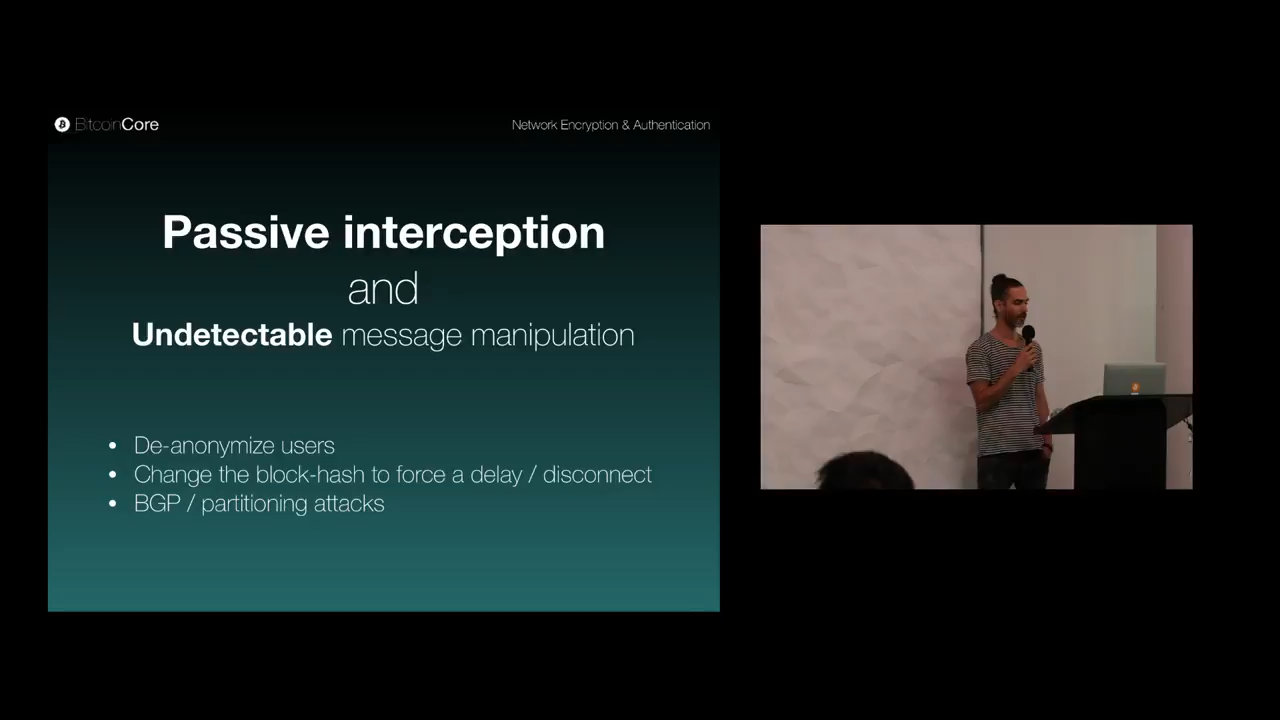 BitcoinCore
Network Encryption & Authentication
Passive interception
and
Undetectable message manipulation
• De-anonymize users
• Change the block-hash to force a delay / disconnect
• BGP / partitioning attacks